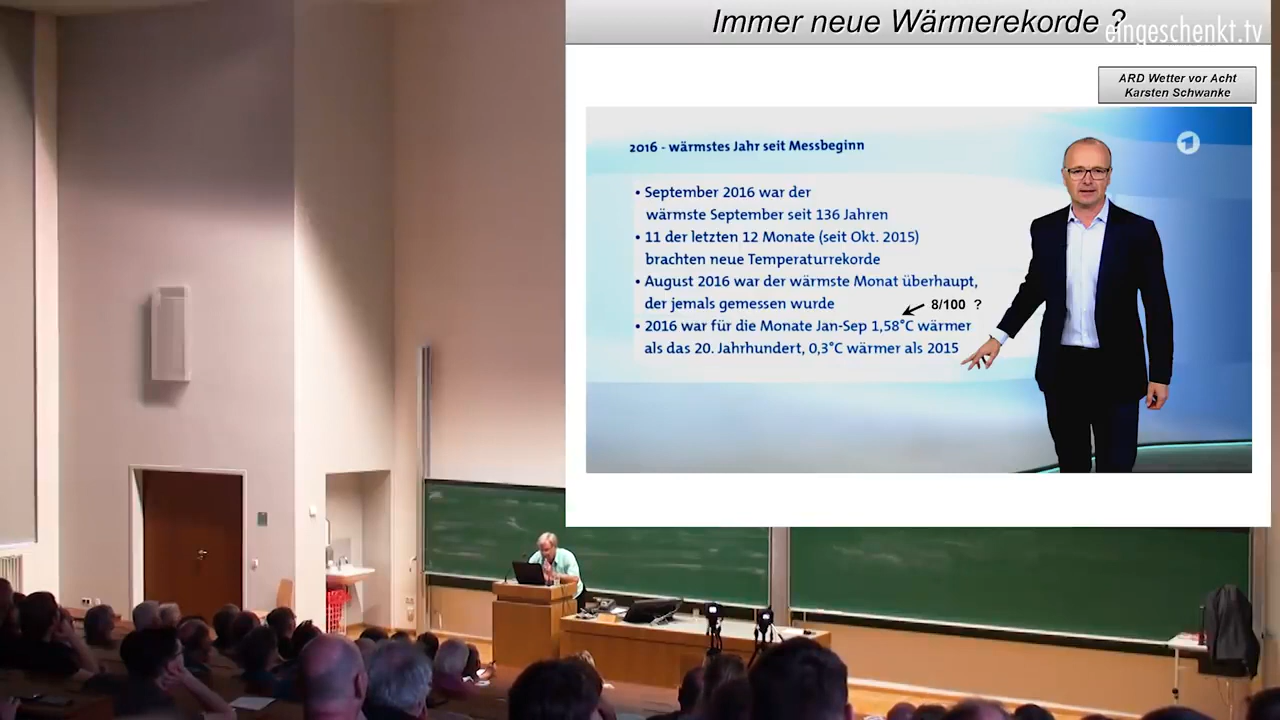 Immer neue Wärmerekorde ?
eingeschenkt.tv
ARD Wetter vor Acht
Karsten Schwanke
2016 - wärmstes Jahr seit Messbeginn
• September 2016 war der
wärmste September seit 136 Jahren
• 11 der letzten 12 Monate (seit Okt. 2015)
brachten neue Temperaturrekorde
• August 2016 war der wärmste Monat überhaupt,
der jemals gemessen wurde
8/100 ?
• 2016 war für die Monate Jan-Sep 1,58°C wärmer
als das 20. Jahrhundert, 0,3°C wärmer als 2015
1